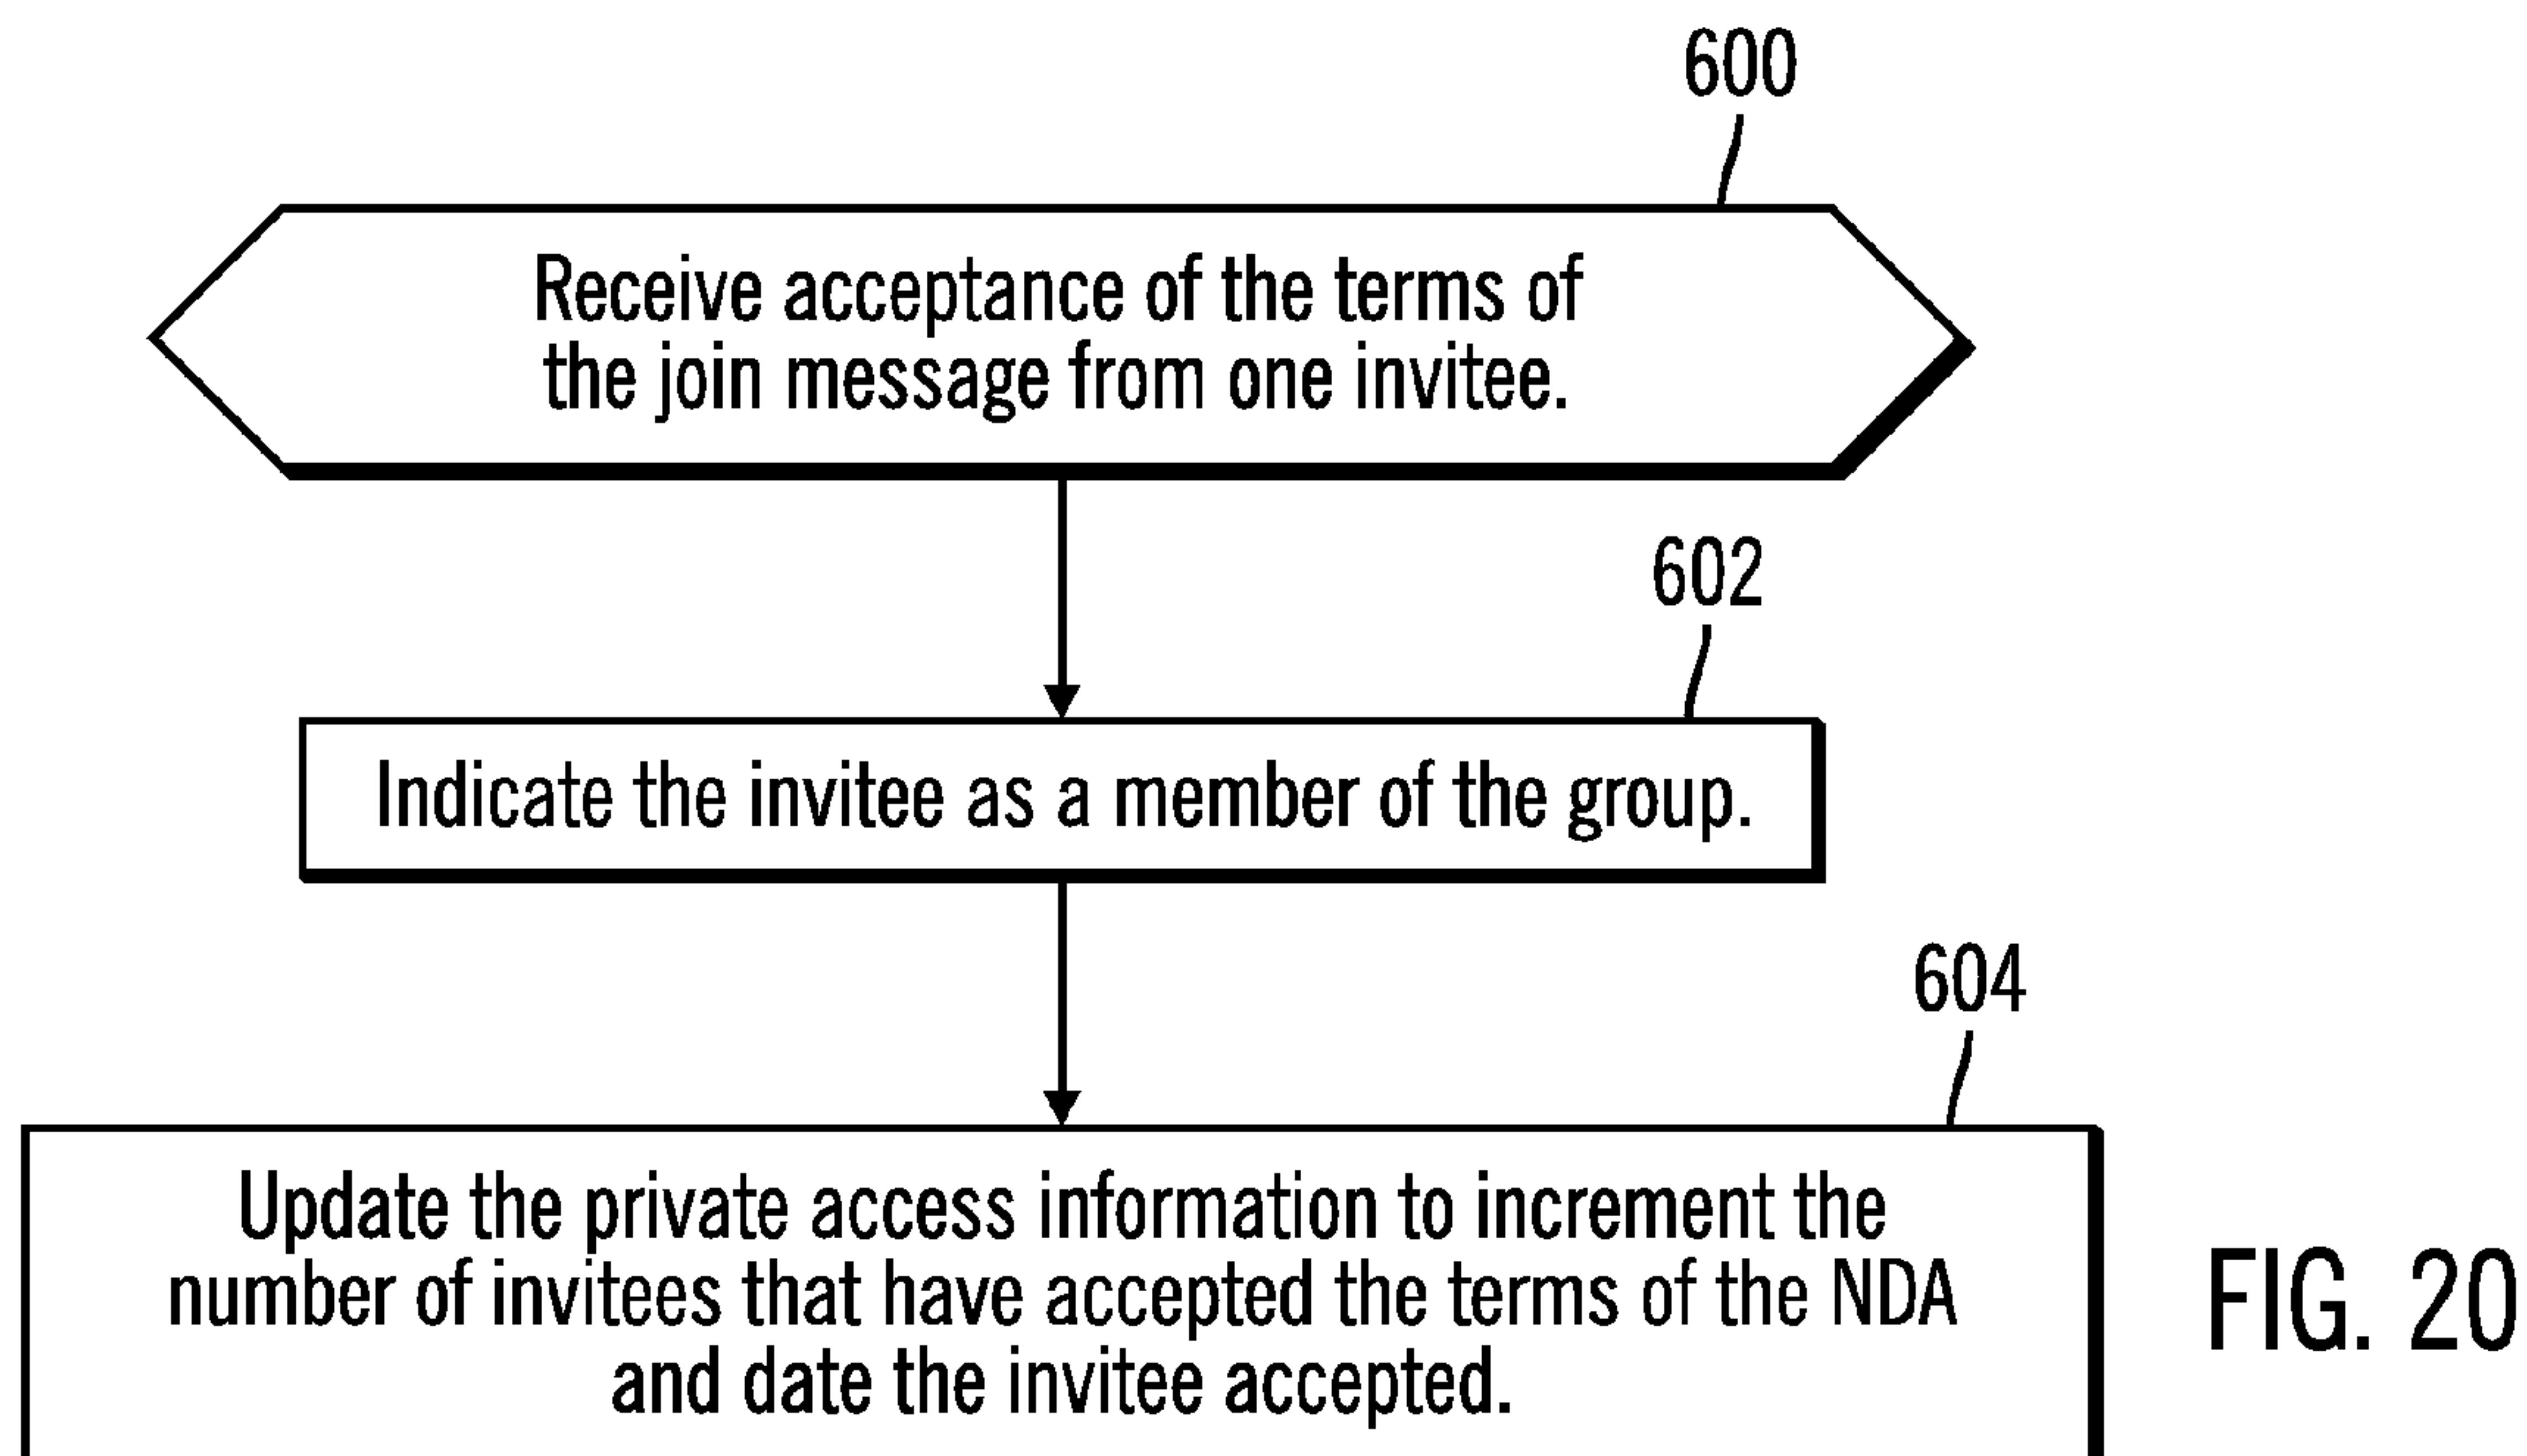 600
Receive acceptance of the terms of
the join message from one invitee.
602
Indicate the invitee as a member of the group.
604
Update the private access information to increment the
number of invitees that have accepted the terms of the NDA
and date the invitee accepted.
FIG. 20